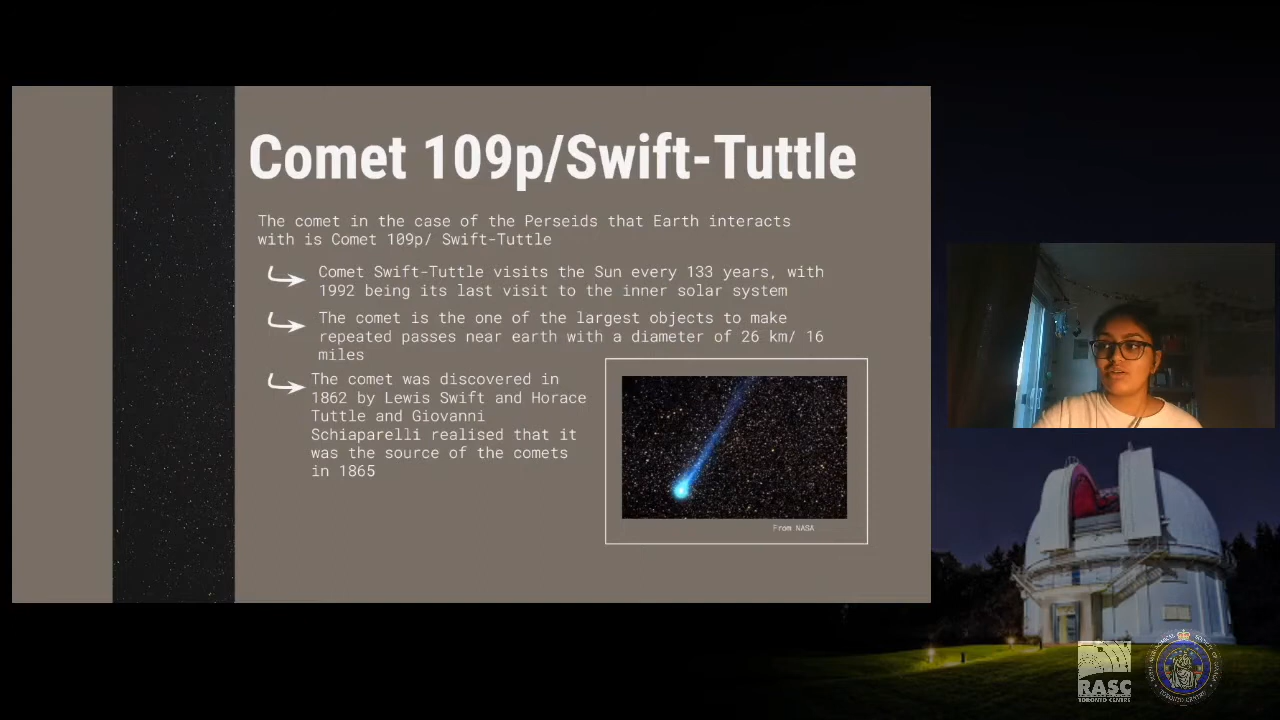 Comet 109p/Swift-Tuttle
The comet in the case of the Perseids that Earth interacts
with is Comet 109p/ Swift-Tuttle
Comet Swift-Tuttle visits the Sun every 133 years, with
1992 being its last visit to the inner solar system
The comet is the one of the largest objects to make
repeated passes near earth with a diameter of 26 km/ 16
miles
The comet was discovered in
1862 by Lewis Swift and Horace
Tuttle and Giovanni
Schiaparelli realised that it
was the source of the comets
in 1865
From NASA
RASC
TORONTO CENTRE